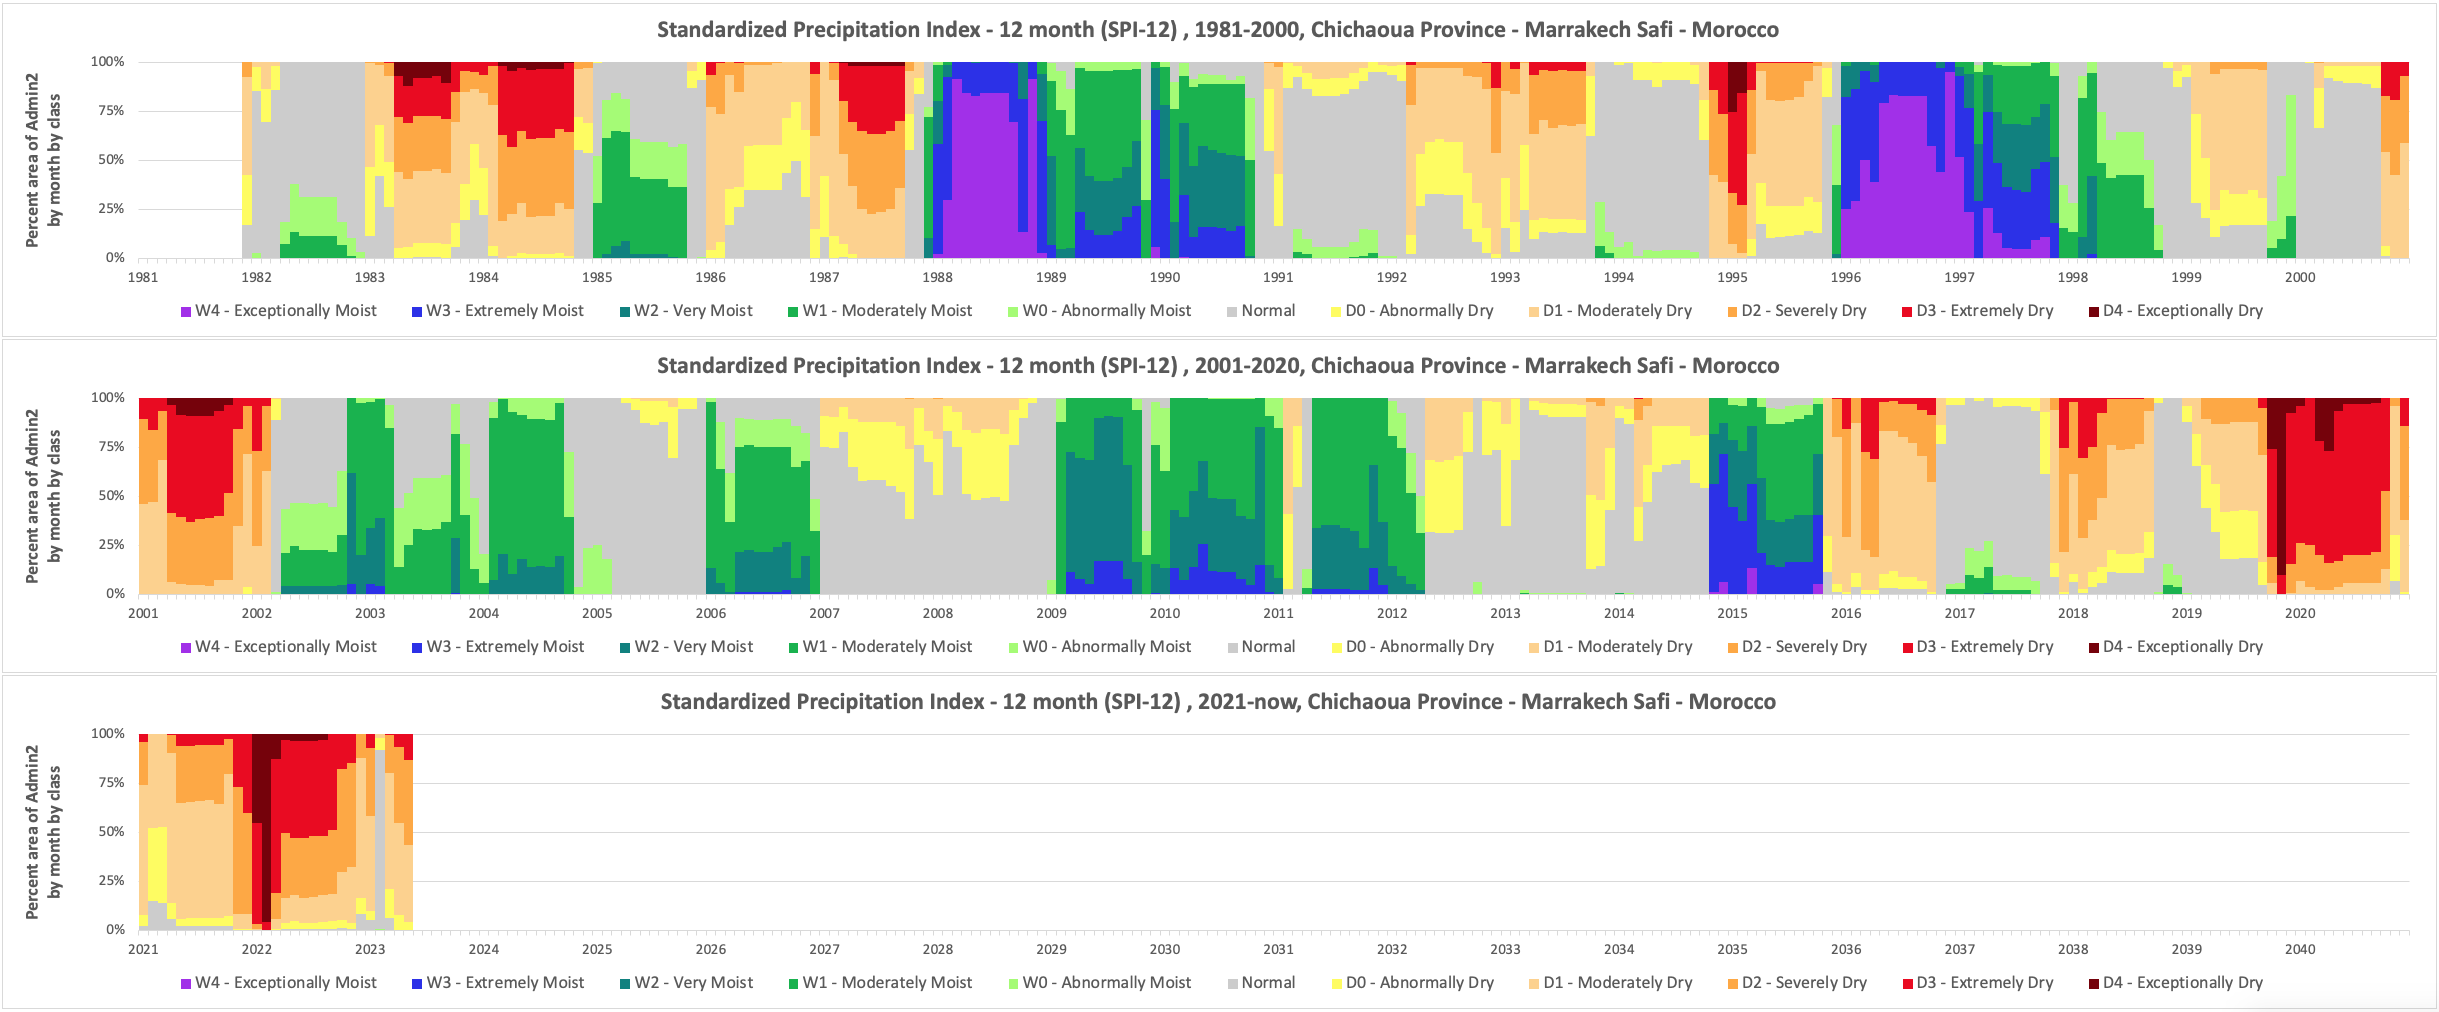 Standardized Precipitation Index - 12 month (SPI-12) , 1981-2000, Chichaoua Province - Marrakech Safi - Morocco
Percent area of Admin2
by month by class
100%
75%
50%
25%
0%
1981 1982 1983 1984 1985 1986 1987 1988 1989 1990 1991 1992 1993 1994 1995 1996 1997 1998 1999 2000
W4 - Exceptionally Moist W3 - Extremely Moist W2 - Very Moist W1 - Moderately Moist W0 - Abnormally Moist Normal D0 - Abnormally Dry D1 - Moderately Dry D2 - Severely Dry D3 - Extremely Dry D4 - Exceptionally Dry
Standardized Precipitation Index - 12 month (SPI-12) , 2001-2020, Chichaoua Province - Marrakech Safi - Morocco
Percent area of Admin2
by month by class
100%
75%
50%
25%
0%
2001 2002 2003 2004 2005 2006 2007 2008 2009 2010 2011 2012 2013 2014 2015 2016 2017 2018 2019 2020
W4 - Exceptionally Moist W3 - Extremely Moist W2 - Very Moist W1 - Moderately Moist W0 - Abnormally Moist Normal D0 - Abnormally Dry D1 - Moderately Dry D2 - Severely Dry D3 - Extremely Dry D4 - Exceptionally Dry
Standardized Precipitation Index - 12 month (SPI-12) , 2021-now, Chichaoua Province - Marrakech Safi - Morocco
Percent area of Admin2
by month by class
100%
75%
50%
25%
0%
2021 2022 2023 2024 2025 2026 2027 2028 2029 2030 2031 2032 2033 2034 2035 2036 2037 2038 2039 2040
W4 - Exceptionally Moist W3 - Extremely Moist W2 - Very Moist W1 - Moderately Moist W0 - Abnormally Moist Normal D0 - Abnormally Dry D1 - Moderately Dry D2 - Severely Dry D3 - Extremely Dry D4 - Exceptionally Dry